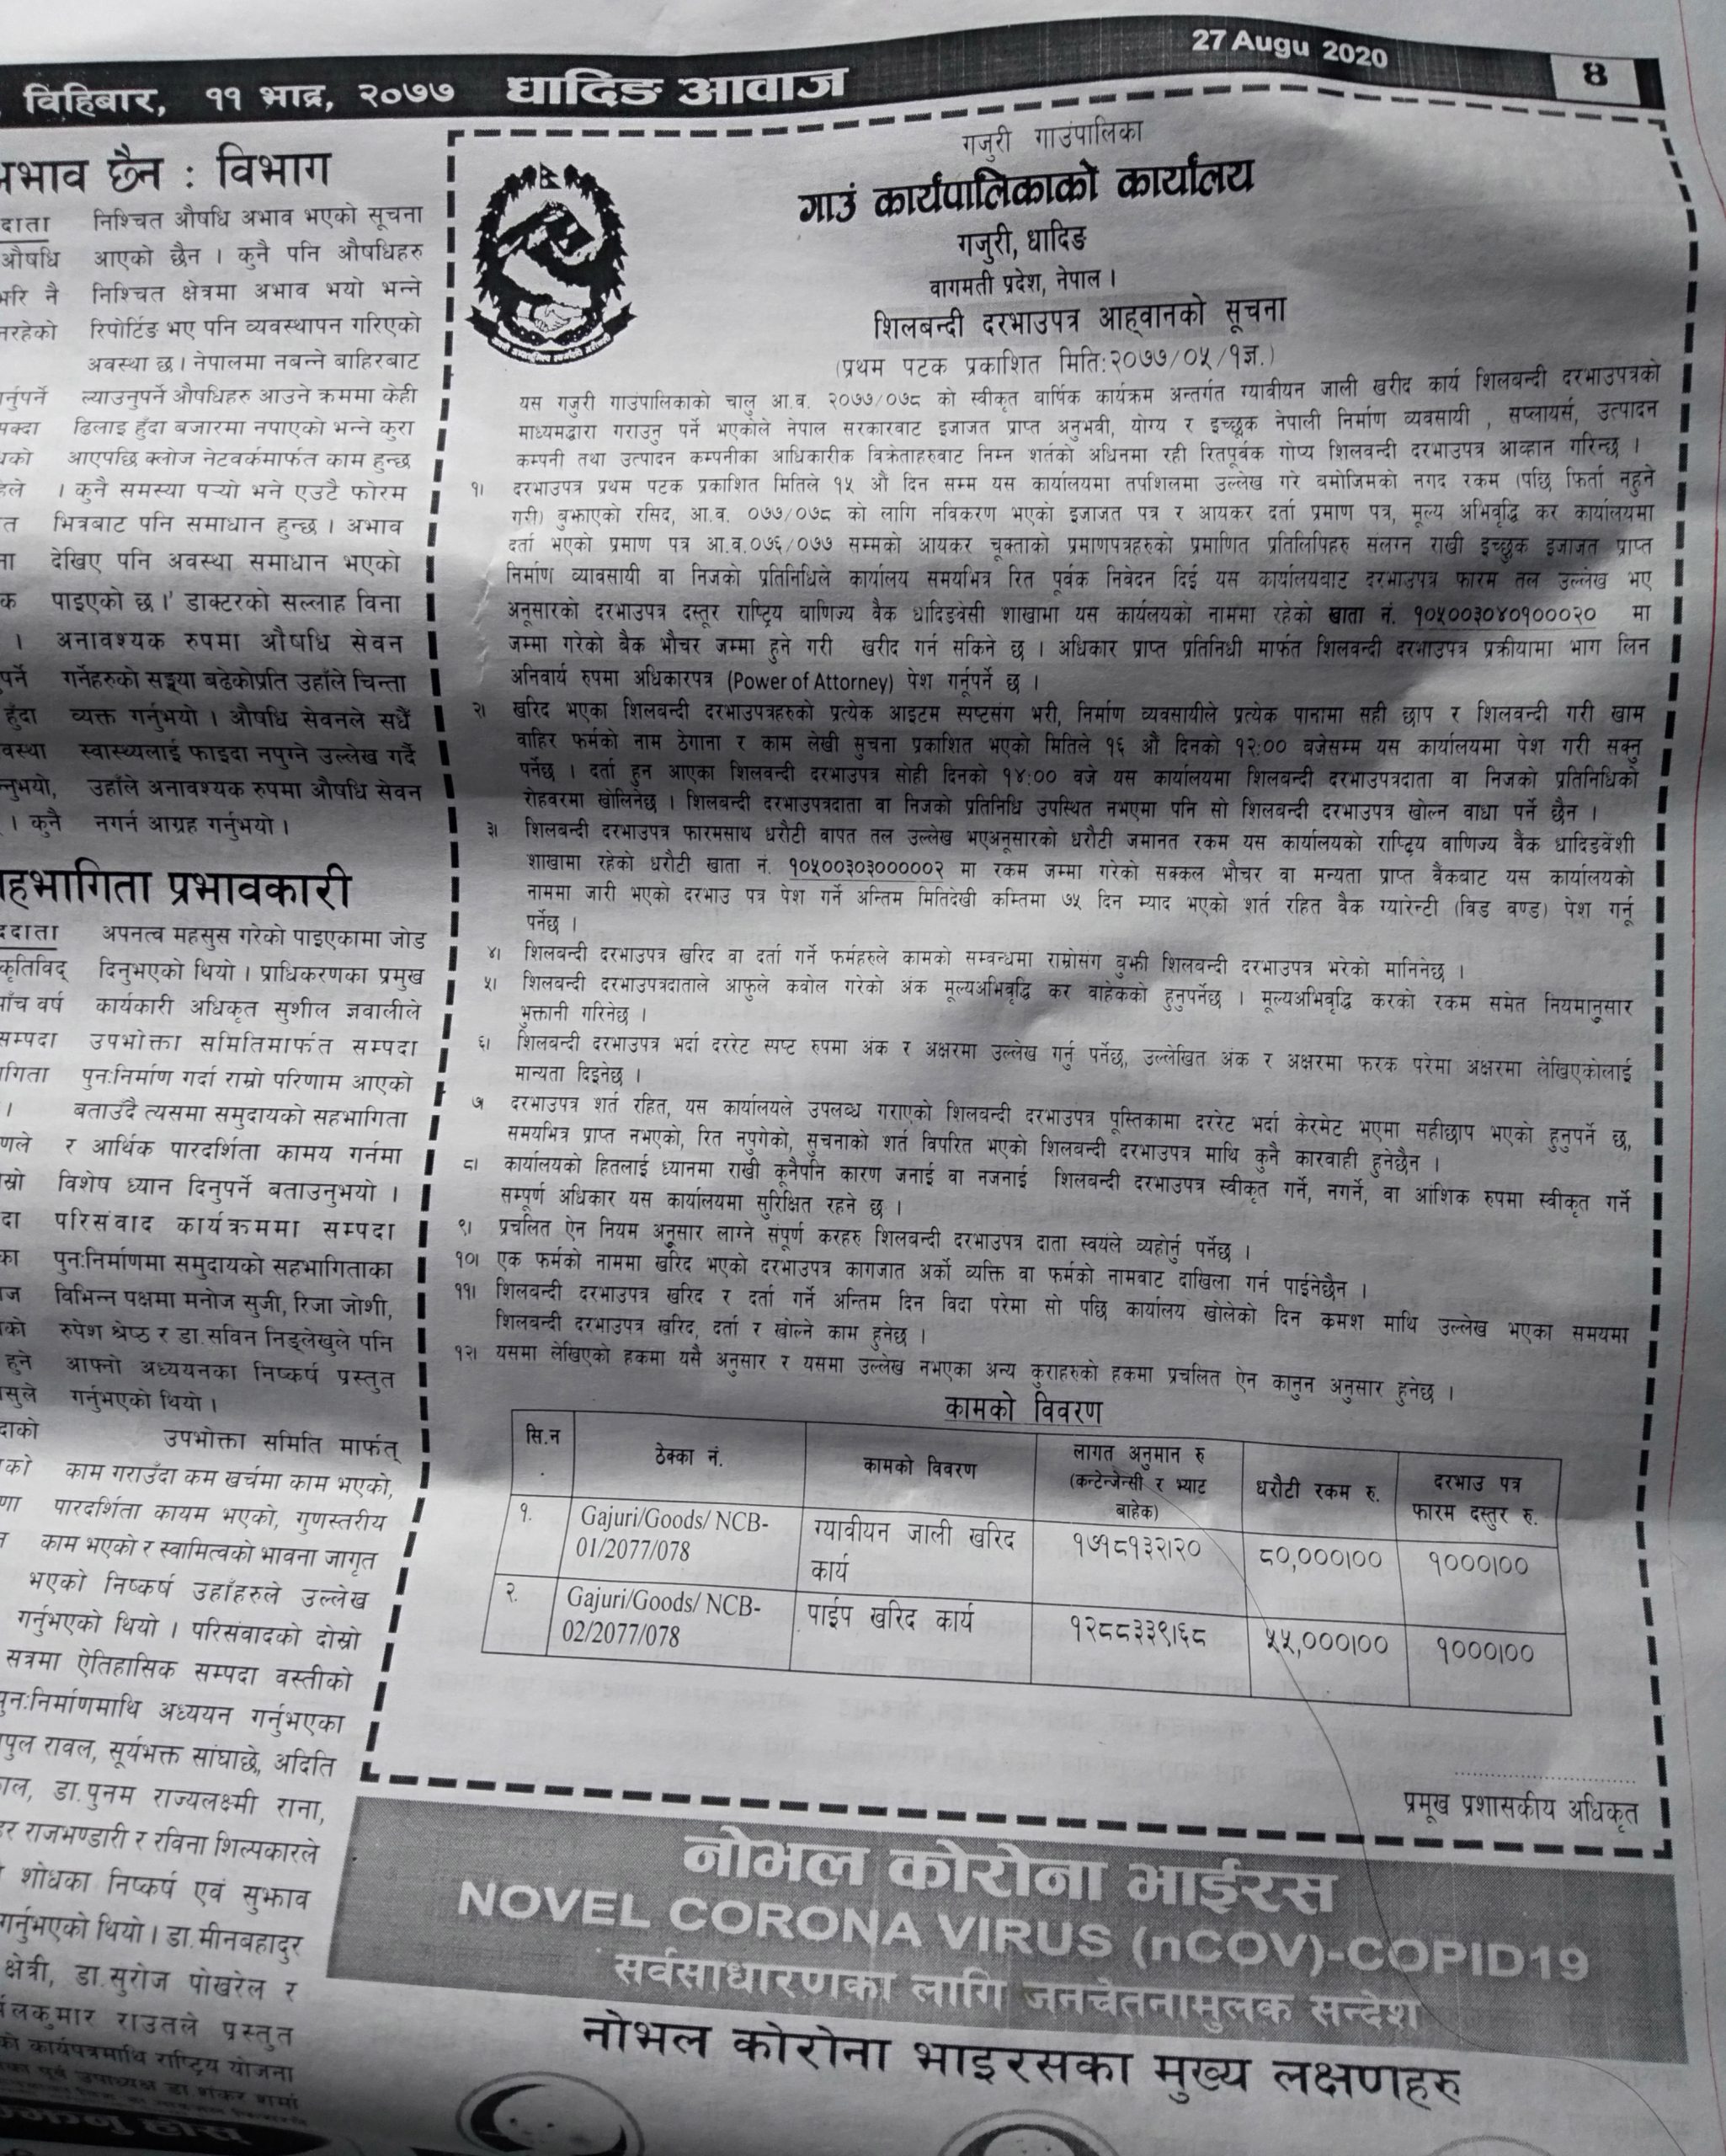 विहिबार, ११ भाद्र, २०७७ धादिङ आवाज 27 Augu 2020 ४
अभाव छैन : विभाग
दाता निश्चित औषधि अभाव भएको सूचना
औषधि आएको छैन । कुनै पनि औषधिहरु
नै निश्चित क्षेत्रमा अभाव भयो भन्ने
रिपोर्टिङ भए पनि व्यवस्थापन गरिएको
अवस्था छ । नेपालमा नबन्ने बाहिरबाट
ल्याउनुपर्ने औषधिहरु आउने क्रममा केही
ढिलाइ हुँदा बजारमा नपाएको भन्ने कुरा
आएपछि क्लोज नेटवर्कमार्फत काम हुन्छ
। कुनै समस्या पऱ्यो भने एउटै फोरम
भित्रबाट पनि समाधान हुन्छ । अभाव
देखिए पनि अवस्था समाधान भएको
पाइएको छ ।' डाक्टरको सल्लाह विना
। अनावश्यक रुपमा औषधि सेवन
गर्नेहरुको सङ्ख्या बढेकोप्रति उहाँले चिन्ता
हुँदा व्यक्त गर्नुभयो । औषधि सेवनले सधैँ
स्वास्थ्यलाई फाइदा नपुग्ने उल्लेख गर्दै
उहाँले अनावश्यक रुपमा औषधि सेवन
। कुनै नगर्न आग्रह गर्नुभयो ।
सहभागिता प्रभावकारी
अपनत्व महसुस गरेको पाइएकामा जोड
दिनुभएको थियो । प्राधिकरणका प्रमुख
पाँच वर्ष कार्यकारी अधिकृत सुशील ज्ञवालीले
सम्पदा उपभोक्ता समितिमार्फत सम्पदा
पुन:निर्माण गर्दा राम्रो परिणाम आएको
। बताउँदै त्यसमा समुदायको सहभागिता
र आर्थिक पारदर्शिता कामय गर्नमा
विशेष ध्यान दिनुपर्ने बताउनुभयो ।
परिसंवाद कार्यक्रममा सम्पदा
पुन:निर्माणमा समुदायको सहभागिताका
विभिन्न पक्षमा मनोज सुजी, रिजा जोशी,
रुपेश श्रेष्ठ र डा.सविन निङ्लेखुले पनि
हुने आफ्नो अध्ययनका निष्कर्ष प्रस्तुत
गर्नुभएको थियो ।
उपभोक्ता समिति मार्फत्
काम गराउँदा कम खर्चमा काम भएको,
पारदर्शिता कायम भएको, गुणस्तरीय
काम भएको र स्वामित्वको भावना जागृत
भएको निष्कर्ष उहाँहरुले उल्लेख
गर्नुभएको थियो । परिसंवादको दोस्रो
सत्रमा ऐतिहासिक सम्पदा वस्तीको
पुन:निर्माणमाथि अध्ययन गर्नुभएका
रावल, सूर्यभक्त सांघाछे, अदिति
डा.पुनम राज्यलक्ष्मी राना,
राजभण्डारी र रविना शिल्पकारले
शोधका निष्कर्ष एवं सुझाव
गर्नुभएको थियो । डा.मीनबहादुर
क्षेत्री, डा.सुरोज पोखरेल र
राउतले प्रस्तुत
कार्यपत्रमाथि राष्ट्रिय योजना
पूर्व उपाध्यक्ष डा शंकर शर्मा
गजुरी गाउंपालिका
गाउं कार्यपालिकाको कार्यालय
गजुरी, धादिङ
वागमती प्रदेश, नेपाल ।
शिलबन्दी दरभाउपत्र आह्वानको सूचना
(प्रथम पटक प्रकाशित मिति:२०७७/०५/१ज्ञ.)
यस गजुरी गाउंपालिकाको चालु आ.व. २०७७/०७८ को स्वीकृत बार्षिक कार्यक्रम अन्तर्गत ग्यावीयन जाली खरीद कार्य शिलबन्दी दरभाउपत्रको
माध्यमद्धारा गराउनु पर्ने भएकोले नेपाल सरकारवाट इजाजत प्राप्त अनुभवी, योग्य र इच्छूक नेपाली निर्माण व्यवसायी , सप्लायर्स, उत्पादन
कम्पनी तथा उत्पादन कम्पनीका आधिकारीक विक्रेताहरुवाट निम्न शर्तको अधिनमा रही रितपूर्वक गोप्य शिलवन्दी दरभाउपत्र आव्हान गरिन्छ ।
१। दरभाउपत्र प्रथम पटक प्रकाशित मितिले १५ औं दिन सम्म यस कार्यालयमा तपशिलमा उल्लेख गरे बमोजिमको नगद रकम (पछि फिर्ता नहुने
गरी) बुझाएको रसिद, आ.व. ०७७/०७८ को लागि नविकरण भएको इजाजत पत्र र आयकर दर्ता प्रमाण पत्र, मूल्य अभिवृद्धि कर कार्यालयमा
दर्ता भएको प्रमाण पत्र आ.व.०७६/०७७ सम्मको आयकर चूक्ताको प्रमाणपत्रहरुको प्रमाणित प्रतिलिपिहरु संलग्न राखी इच्छूक इजाजत प्राप्त
निर्माण व्यावसायी वा निजको प्रतिनिधिले कार्यालय समयभित्र रित पूर्वक निवेदन दिई यस कार्यालयबाट दरभाउपत्र फारम तल उल्लेख भए
अनुसारको दरभाउपत्र दस्तूर राष्ट्रिय वाणिज्य वैक धादिङवेसी शाखामा यस कार्यलयको नाममा रहेको खाता नं. १०५००३०४०१०००२० मा
जम्मा गरेको बैक भौचर जम्मा हुने गरी खरीद गर्न सकिने छ । अधिकार प्राप्त प्रतिनिधी मार्फत शिलवन्दी दरभाउपत्र प्रक्रीयामा भाग लिन
अनिवार्य रुपमा अधिकारपत्र (Power of Attorney) पेश गर्नूपर्ने छ ।
२। खरिद भएका शिलबन्दी दरभाउपत्रहरुको प्रत्येक आइटम स्पष्टसंग भरी, निर्माण व्यवसायीले प्रत्येक पानामा सही छाप र शिलवन्दी गरी खाम
वाहिर फर्मको नाम ठेगाना र काम लेखी सुचना प्रकाशित भएको मितिले १६ औ दिनको १२:०० वजेसम्म यस कार्यालयमा पेश गरी सक्नु
पर्नेछ । दर्ता हुन आएका शिलवन्दी दरभाउपत्र सोही दिनको १४:०० वजे यस कार्यालयमा शिलबन्दी दरभाउपत्रदाता वा निजको प्रतिनिधिको
रोहवरमा खोलिनेछ । शिलबन्दी दरभाउपत्रदाता वा निजको प्रतिनिधि उपस्थित नभएमा पनि सो शिलबन्दी दरभाउपत्र खोल्न वाधा पर्ने छैन ।
३। शिलबन्दी दरभाउपत्र फारमसाथ धरौटी वापत तल उल्लेख भएअनुसारको धरौटी जमानत रकम यस कार्यालयको राष्ट्रिय वाणिज्य वैक धादिङवेशी
शाखामा रहेको धरौटी खाता नं. १०५००३०३०००००२ मा रकम जम्मा गरेको सक्कल भौचर वा मन्यता प्राप्त वैंकबाट यस कार्यालयको
नाममा जारी भएको दरभाउ पत्र पेश गर्ने अन्तिम मितिदेखी कम्तिमा ७५ दिन म्याद भएको शर्त रहित वैक ग्यारेन्टी (विड वण्ड) पेश गर्नू
पर्नेछ ।
४। शिलबन्दी दरभाउपत्र खरिद वा दर्ता गर्ने फर्महरुले कामको सम्वन्धमा राम्रोसंग बुझी शिलबन्दी दरभाउपत्र भरेको मानिनेछ ।
५। शिलबन्दी दरभाउपत्रदाताले आफुले कवोल गरेको अंक मूल्यअभिवृद्धि कर वाहेकको हुनुपर्नेछ । मूल्यअभिवृद्धि करको रकम समेत नियमानुसार
भुक्तानी गरिनेछ ।
६। शिलबन्दी दरभाउपत्र भर्दा दररेट स्पष्ट रुपमा अंक र अक्षरमा उल्लेख गर्नु पर्नेछ, उल्लेखित अंक र अक्षरमा फरक परेमा अक्षरमा लेखिएकोलाई
मान्यता दिइनेछ ।
७ दरभाउपत्र शर्त रहित, यस कार्यालयले उपलब्ध गराएको शिलबन्दी दरभाउपत्र पूस्तिकामा दररेट भर्दा केरमेट भएमा सहीछाप भएको हुनुपर्ने छ,
समयभित्र प्राप्त नभएको, रित नपुगेको, सुचनाको शर्त विपरित भएको शिलबन्दी दरभाउपत्र माथि कुनै कारवाही हुनेछैन ।
८। कार्यालयको हितलाई ध्यानमा राखी कूनैपनि कारण जनाई वा नजनाई शिलबन्दी दरभाउपत्र स्वीकृत गर्ने, नगर्ने, वा आंशिक रुपमा स्वीकृत गर्ने
सम्पूर्ण अधिकार यस कार्यालयमा सुरिक्षित रहने छ ।
९। प्रचलित ऐन नियम अनुसार लाग्ने संपूर्ण करहरु शिलबन्दी दरभाउपत्र दाता स्वयंले व्यहोर्नु पर्नेछ ।
१०। एक फर्मको नाममा खरिद भएको दरभाउपत्र कागजात अर्को व्यक्ति वा फर्मको नामवाट दाखिला गर्न पाईनेछैन ।
११। शिलबन्दी दरभाउपत्र खरिद र दर्ता गर्ने अन्तिम दिन विदा परेमा सो पछि कार्यालय खोलेको दिन कमश माथि उल्लेख भएका समयमा
शिलबन्दी दरभाउपत्र खरिद, दर्ता र खोल्ने काम हुनेछ ।
१२। यसमा लेखिएको हकमा यसै अनुसार र यसमा उल्लेख नभएका अन्य कुराहरुको हकमा प्रचलित ऐन कानुन अनुसार हुनेछ ।
कामको विवरण
सि.न ठेक्का नं. कामको विवरण लागत अनुमान रु (कन्टेन्जेन्सी र भ्याट बाहेक) धरौटी रकम रु. दरभाउ पत्र फारम दस्तुर रु.
१. Gajuri/Goods/ NCB-01/2077/078 ग्यावीयन जाली खरिद कार्य १७१८१३२।२० ८०,०००।०० १०००।००
२. Gajuri/Goods/ NCB-02/2077/078 पाईप खरिद कार्य १२८८३३९।६८ ५५,०००।०० १०००।००
प्रमूख प्रशासकीय अधिकृत
नोभल कोरोना भाईरस
NOVEL CORONA VIRUS (nCOV)-COPID19
सर्वसाधारणका लागि जनचेतनामुलक सन्देश
नोभल कोरोना भाइरसका मुख्य लक्षणहरु